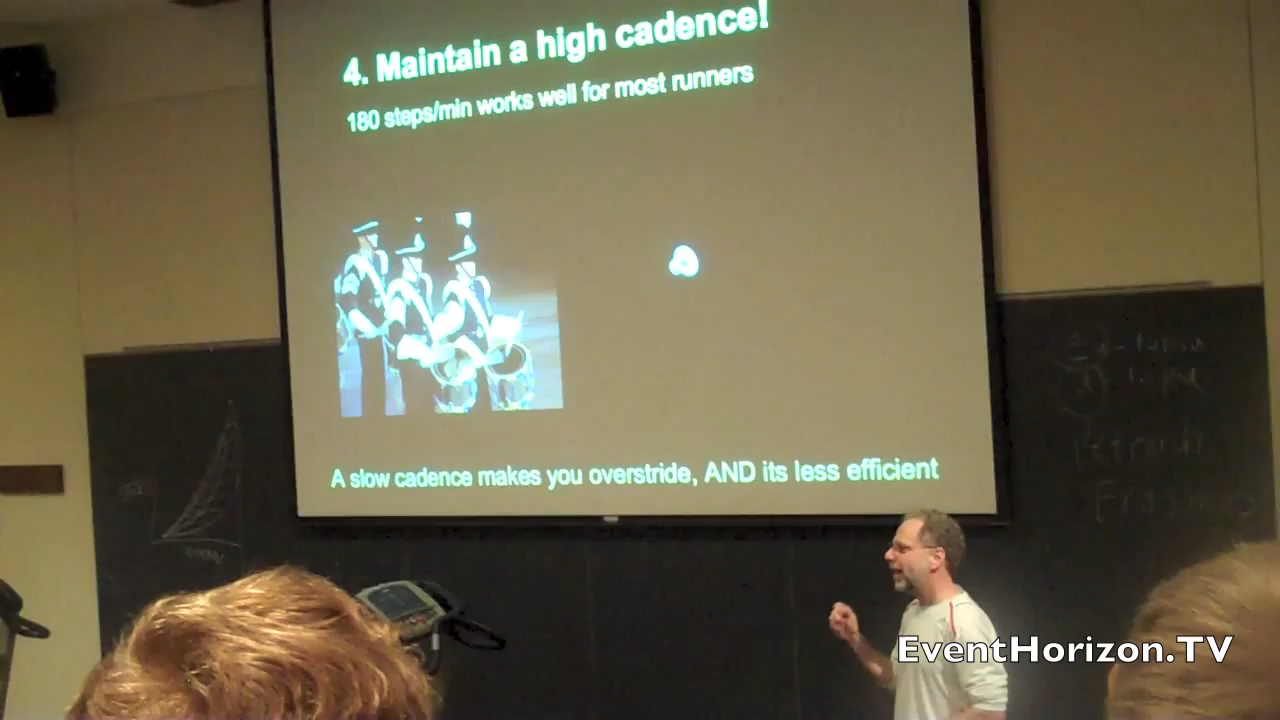 4. Maintain a high cadence!
180 steps/min works well for most runners
A slow cadence makes you overstride, AND its less efficient
EventHorizon.TV